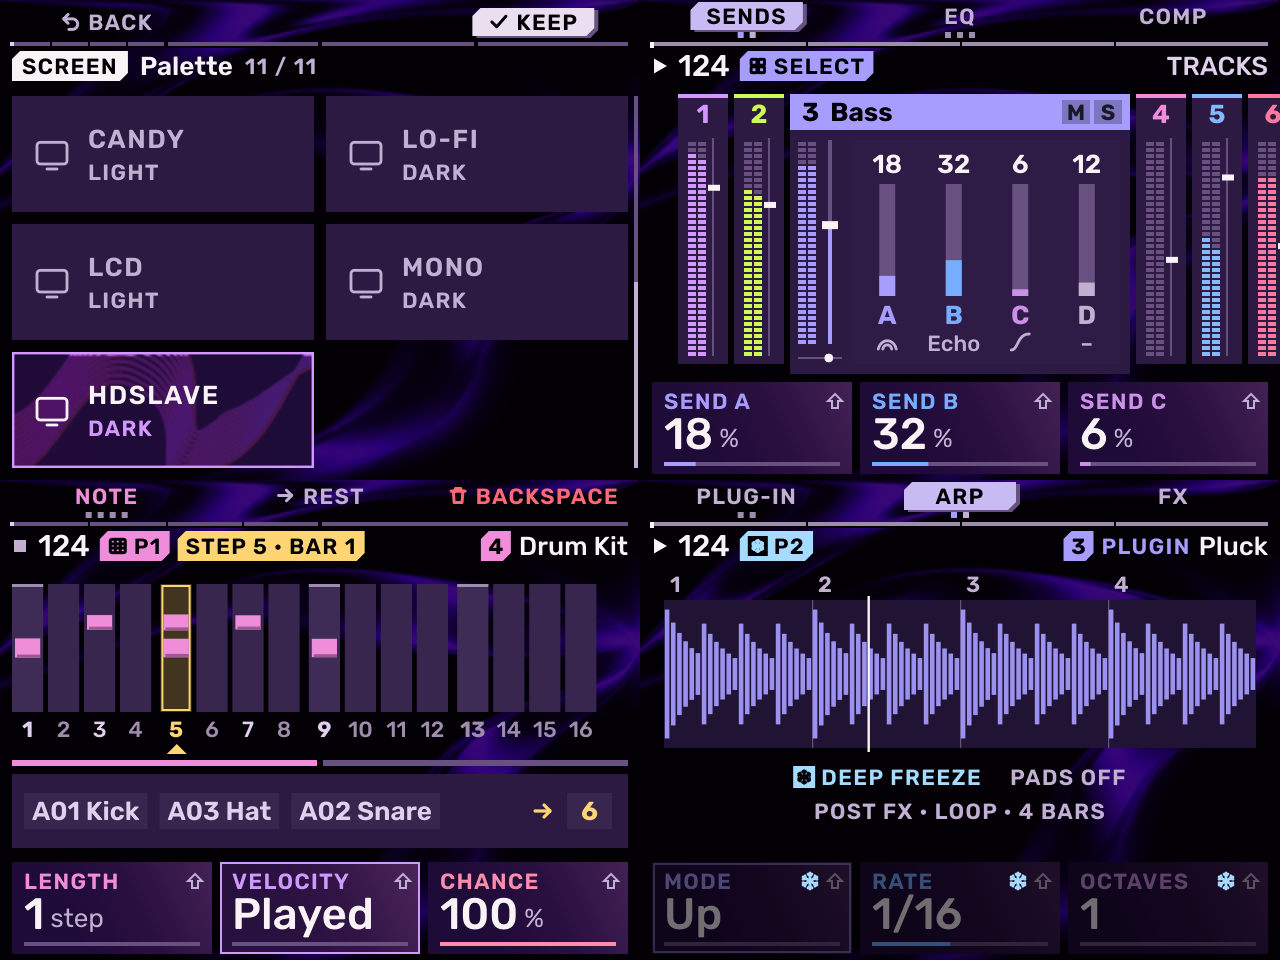 BACK
KEEP
SCREEN Palette 11 / 11
CANDY
LIGHT
LO-FI
DARK
LCD
LIGHT
MONO
DARK
HDSLAVE
DARK
SENDS EQ COMP
124 SELECT TRACKS
1 2 3 Bass M S 4 5 6
18 32 6 12
A B C D
Echo –
SEND A
18 %
SEND B
32 %
SEND C
6 %
NOTE REST BACKSPACE
124 P1 STEP 5 • BAR 1 4 Drum Kit
1 2 3 4 5 6 7 8 9 10 11 12 13 14 15 16
A01 Kick A03 Hat A02 Snare → 6
LENGTH
1 step
VELOCITY
Played
CHANCE
100 %
PLUG-IN ARP FX
124 P2 3 PLUGIN Pluck
1 2 3 4
DEEP FREEZE PADS OFF
POST FX • LOOP • 4 BARS
MODE
Up
RATE
1/16
OCTAVES
1